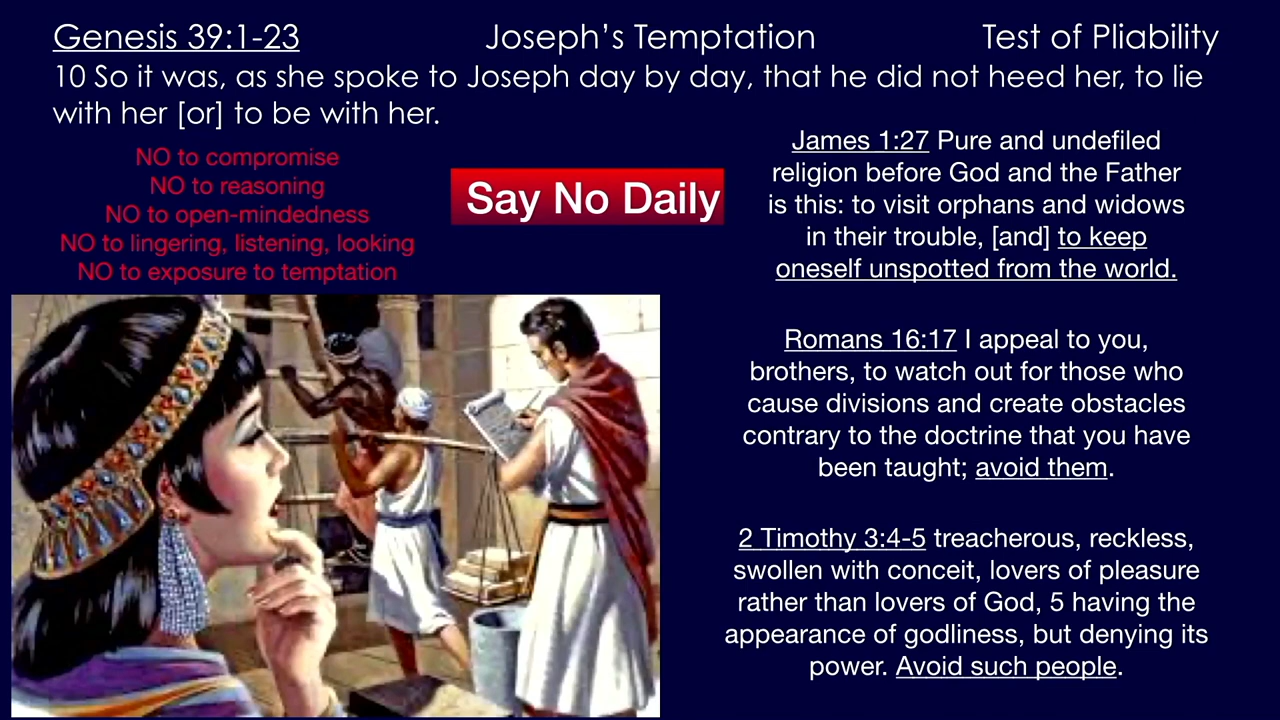 Genesis 39:1-23 Joseph’s Temptation Test of Pliability
10 So it was, as she spoke to Joseph day by day, that he did not heed her, to lie
with her [or] to be with her.
NO to compromise
NO to reasoning
NO to open-mindedness
NO to lingering, listening, looking
NO to exposure to temptation
Say No Daily
James 1:27 Pure and undefiled
religion before God and the Father
is this: to visit orphans and widows
in their trouble, [and] to keep
oneself unspotted from the world.
Romans 16:17 I appeal to you,
brothers, to watch out for those who
cause divisions and create obstacles
contrary to the doctrine that you have
been taught; avoid them.
2 Timothy 3:4-5 treacherous, reckless,
swollen with conceit, lovers of pleasure
rather than lovers of God, 5 having the
appearance of godliness, but denying its
power. Avoid such people.